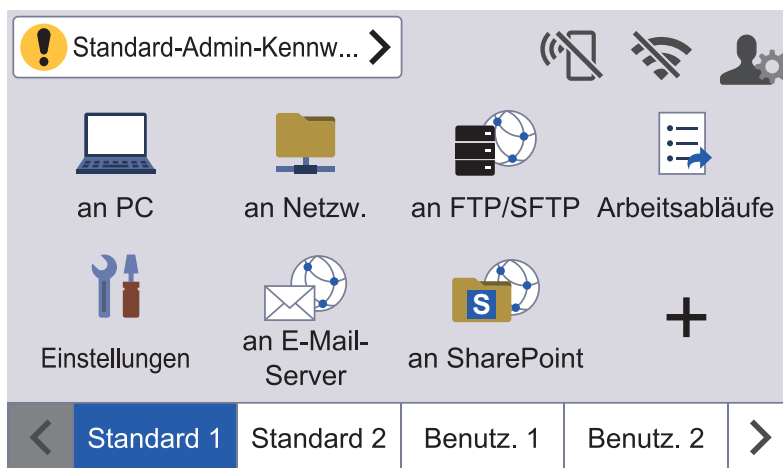 Standard-Admin-Kennw...
an PC
an Netzw.
an FTP/SFTP
Arbeitsabläufe
Einstellungen
an E-Mail-
Server
S
an SharePoint
Standard 1
Standard 2
Benutz. 1
Benutz. 2